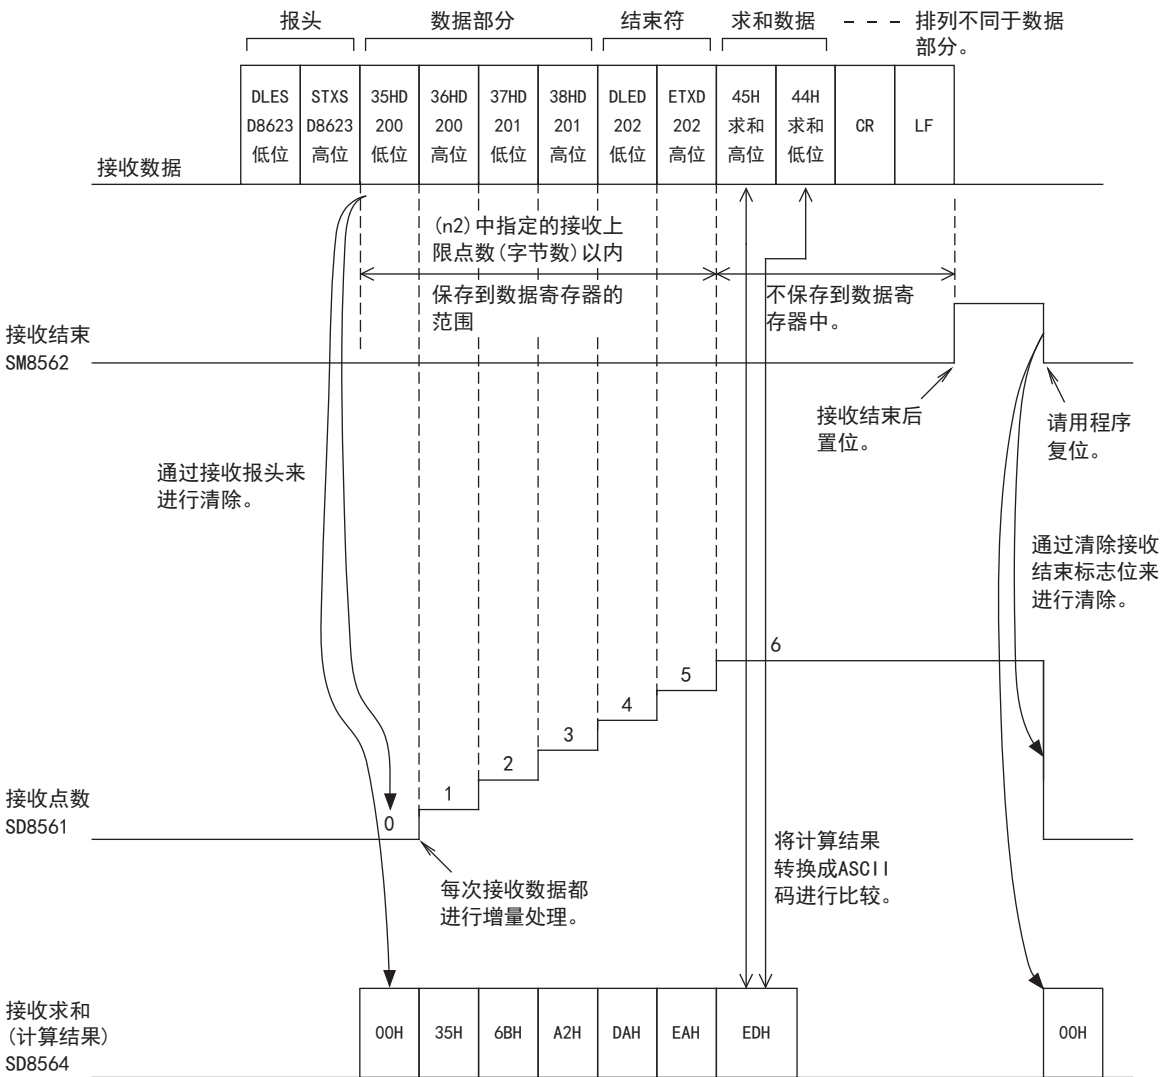 报头 数据部分 结束符 求和数据 - - - 排列不同于数据
部分。
DLES STXS 35HD 36HD 37HD 38HD DLED ETXD 45H 44H
D8623 D8623 200 200 201 201 202 202 求和 求和 CR LF
低位 高位 低位 高位 低位 高位 低位 高位 高位 低位
接收数据
(n2)中指定的接收上
限点数(字节数)以内
保存到数据寄存器的
范围
不保存到数据寄
存器中。
接收结束
SM8562
接收结束后
置位。
请用程序
复位。
通过接收报头来
进行清除。
通过清除接收
结束标志位来
进行清除。
6
5
4
3
2
1
0
接收点数
SD8561
每次接收数据都
进行增量处理。
将计算结果
转换成ASCII
码进行比较。
接收求和
(计算结果)
SD8564
00H 35H 6BH A2H DAH EAH EDH 00H